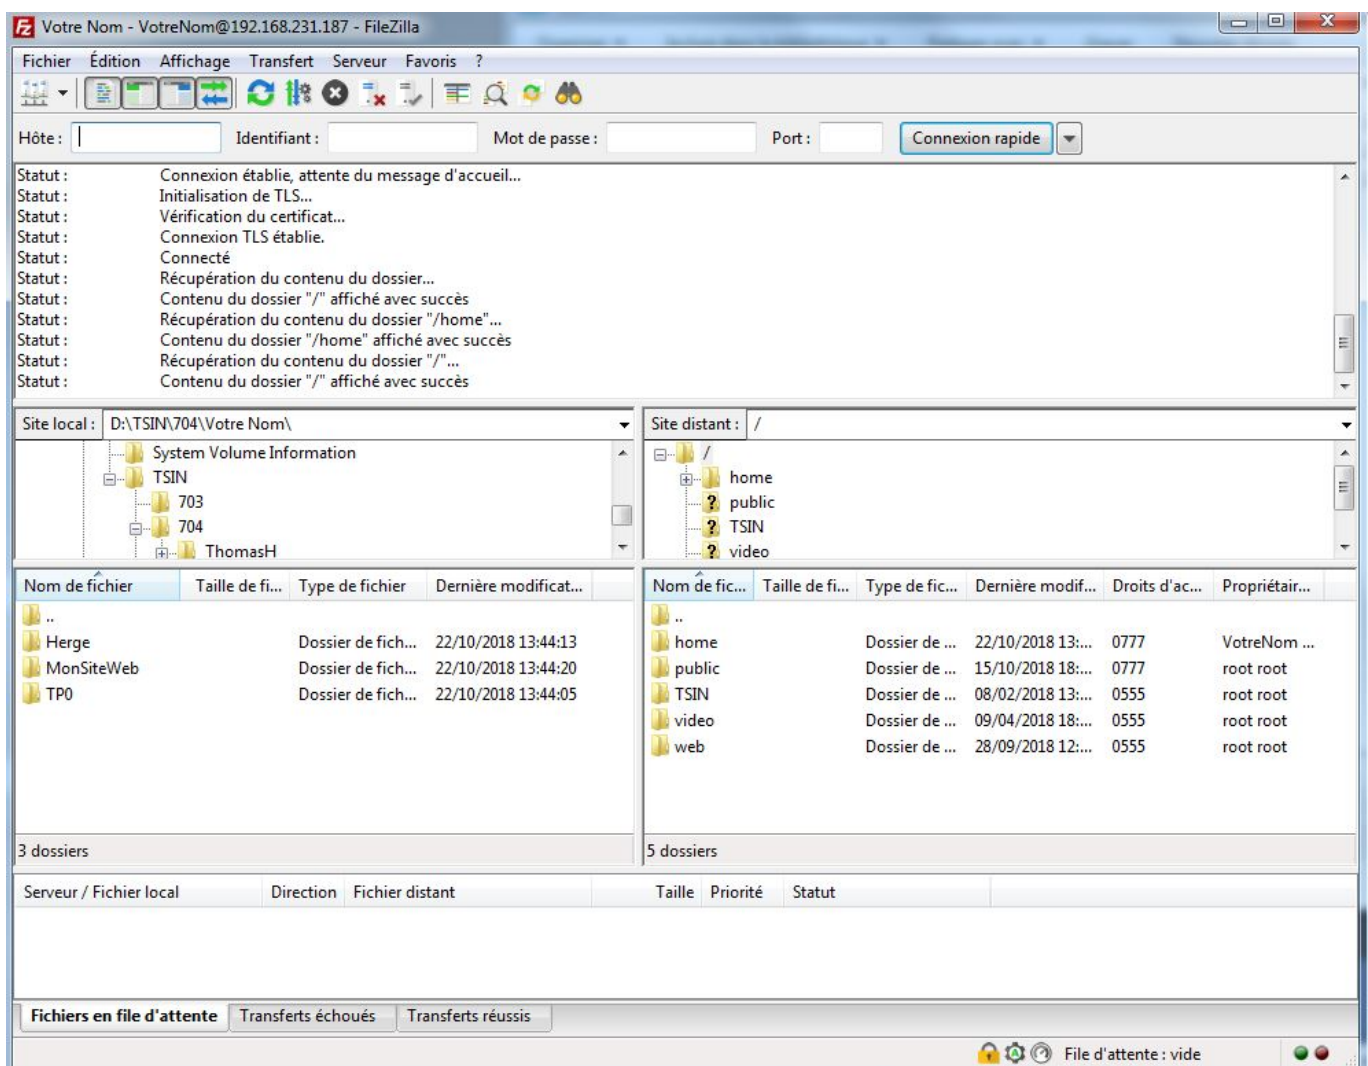 Votre Nom - VotreNom@192.168.231.187 - FileZilla
Fichier Édition Affichage Transfert Serveur Favoris ?
Hôte : Identifiant : Mot de passe : Port : Connexion rapide
Statut : Connexion établie, attente du message d'accueil...
Statut : Initialisation de TLS...
Statut : Vérification du certificat...
Statut : Connexion TLS établie.
Statut : Connecté
Statut : Récupération du contenu du dossier...
Statut : Contenu du dossier "/" affiché avec succès
Statut : Récupération du contenu du dossier "/home"...
Statut : Contenu du dossier "/home" affiché avec succès
Statut : Récupération du contenu du dossier "/"...
Statut : Contenu du dossier "/" affiché avec succès
Site local : D:\TSIN\704\Votre Nom\
System Volume Information
TSIN
703
704
ThomasH
Site distant : /
/
home
? public
? TSIN
? video
Nom de fichier Taille de fi... Type de fichier Dernière modificat...
..
Herge Dossier de fich... 22/10/2018 13:44:13
MonSiteWeb Dossier de fich... 22/10/2018 13:44:20
TP0 Dossier de fich... 22/10/2018 13:44:05
3 dossiers
Nom de fic... Taille de fi... Type de fic... Dernière modif... Droits d'ac... Propriétair...
..
home Dossier de ... 22/10/2018 13:... 0777 VotreNom ...
public Dossier de ... 15/10/2018 18:... 0777 root root
TSIN Dossier de ... 08/02/2018 13:... 0555 root root
video Dossier de ... 09/04/2018 18:... 0555 root root
web Dossier de ... 28/09/2018 12:... 0555 root root
5 dossiers
Serveur / Fichier local Direction Fichier distant Taille Priorité Statut
Fichiers en file d'attente Transferts échoués Transferts réussis
File d'attente : vide